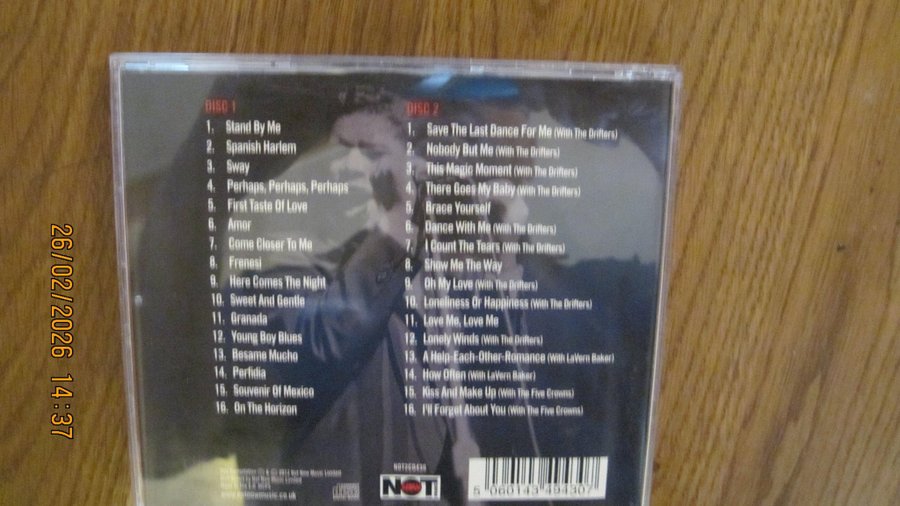 DISC 1
1. Stand By Me
2. Spanish Harlem
3. Sway
4. Perhaps, Perhaps, Perhaps
5. First Taste Of Love
6. Amor
7. Come Closer To Me
8. Frenesi
9. Here Comes The Night
10. Sweet And Gentle
11. Granada
12. Young Boy Blues
13. Besame Mucho
14. Perfidia
15. Souvenir Of Mexico
16. On The Horizon
DISC 2
1. Save The Last Dance For Me (With The Drifters)
2. Nobody But Me (With The Drifters)
3. This Magic Moment (With The Drifters)
4. There Goes My Baby (With The Drifters)
5. Brace Yourself
6. Dance With Me (With The Drifters)
7. I Count The Tears (With The Drifters)
8. Show Me The Way
9. Oh My Love (With The Drifters)
10. Loneliness Or Happiness (With The Drifters)
11. Love Me, Love Me
12. Lonely Winds (With The Drifters)
13. A Help-Each-Other-Romance (With LaVern Baker)
14. How Often (With LaVern Baker)
15. Kiss And Make Up (With The Five Crowns)
16. I'll Forget About You (With The Five Crowns)
NOT2CD430
NOT
5 060143 494307
www.notnowmusic.co.uk
26/02/2026 14:37